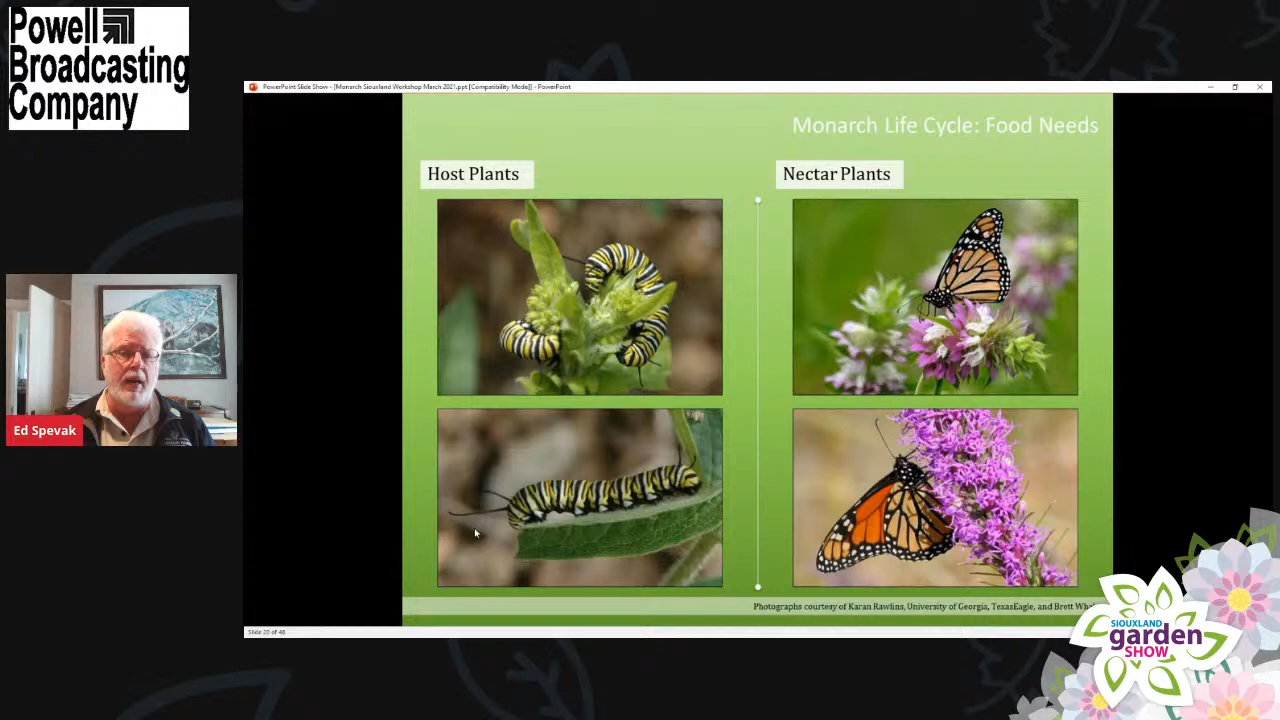 Powell
Broadcasting
Company
PowerPoint Slide Show - [Monarch Siouxland Workshop March 2021.ppt [Compatibility Mode]] - PowerPoint
Monarch Life Cycle: Food Needs
Host Plants
Nectar Plants
Ed Spevak
Photographs courtesy of Karan Rawlins, University of Georgia, TexasEagle, and Brett
Slide 20 of 48
SIOUXLAND
garden
SHOW